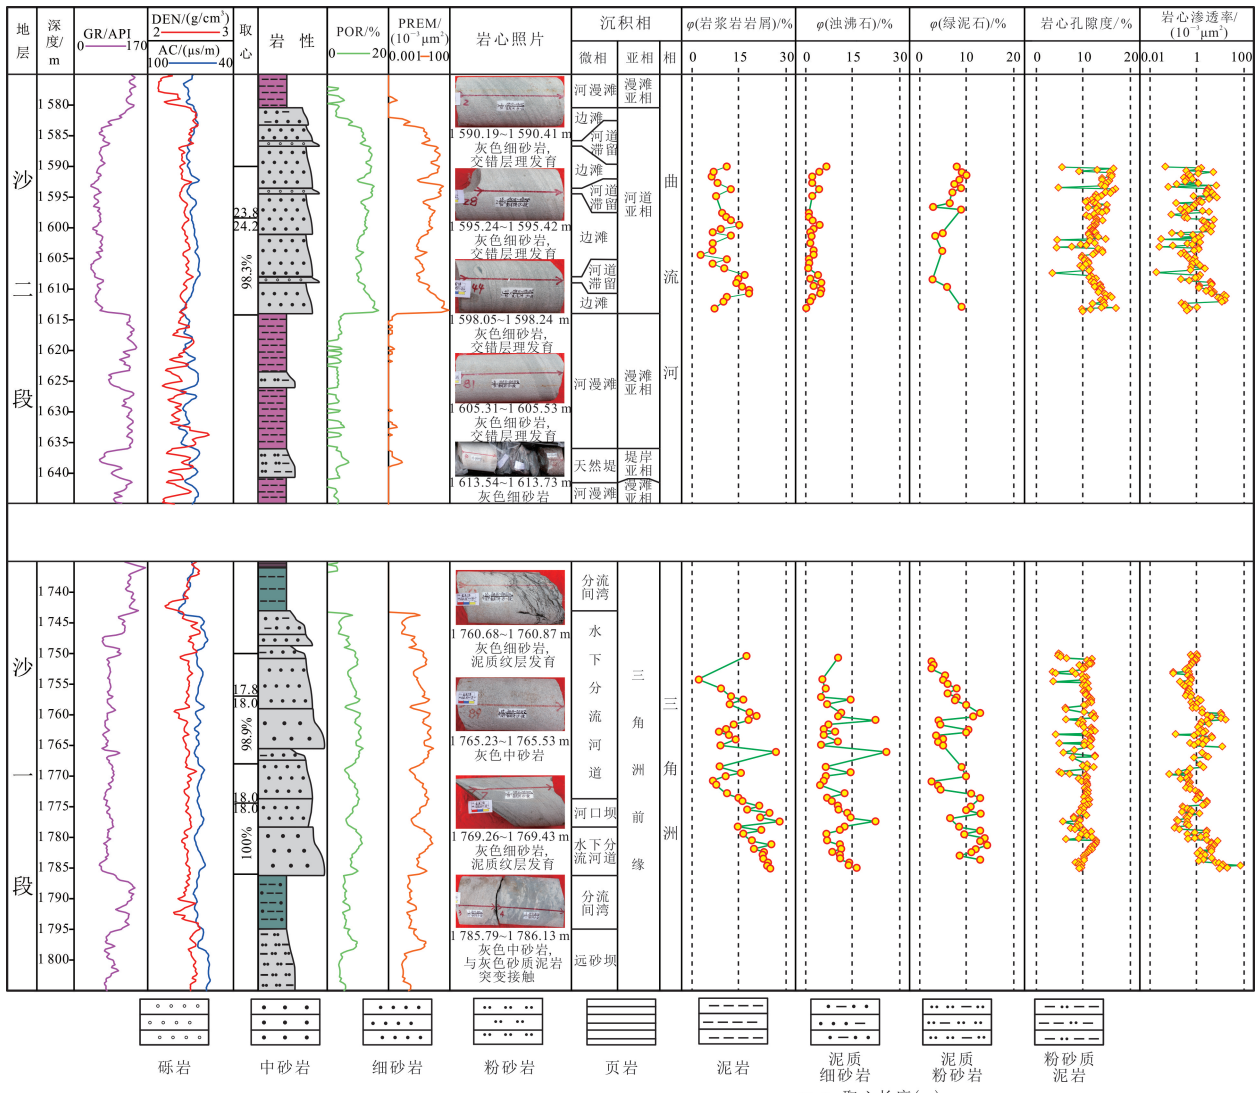 地层
深度/m
GR/API
0 170
DEN/(g/cm³)
2 3
AC/(μs/m)
100 40
取心
岩 性
POR/%
0 20
PREM/(10⁻³μm²)
0.001 100
岩心照片
沉积相
微相 亚相 相
φ(岩浆岩岩屑)/%
0 15 30
φ(浊沸石)/%
0 15 30
φ(绿泥石)/%
0 10 20
岩心孔隙度/%
0 10 20
岩心渗透率/(10⁻³μm²)
0.01 1 100
沙二段
1 580
1 585
1 590
1 595
1 600
1 605
1 610
1 615
1 620
1 625
1 630
1 635
1 640
23.8
24.2
98.3%
1 590.19~1 590.41 m
灰色细砂岩,
交错层理发育
1 595.24~1 595.42 m
灰色细砂岩,
交错层理发育
1 598.05~1 598.24 m
灰色细砂岩,
交错层理发育
1 605.31~1 605.53 m
灰色细砂岩,
交错层理发育
1 613.54~1 613.73 m
灰色细砂岩
河漫滩
边滩
河道滞留
边滩
河道滞留
边滩
河道滞留
边滩
河漫滩
天然堤
河漫滩
漫滩亚相
河道亚相
漫滩亚相
堤岸亚相
漫滩亚相
曲流河
沙一段
1 740
1 745
1 750
1 755
1 760
1 765
1 770
1 775
1 780
1 785
1 790
1 795
1 800
17.8
18.0
98.9%
18.0
18.0
100%
1 760.68~1 760.87 m
灰色细砂岩,
泥质纹层发育
1 765.23~1 765.53 m
灰色中砂岩
1 769.26~1 769.43 m
灰色细砂岩,
泥质纹层发育
1 785.79~1 786.13 m
灰色中砂岩,
与灰色砂质泥岩
突变接触
分流间湾
水下分流河道
河口坝
水下分流河道
分流间湾
远砂坝
三角洲前缘
三角洲
砾岩
中砂岩
细砂岩
粉砂岩
页岩
泥岩
泥质细砂岩
泥质粉砂岩
粉砂质泥岩